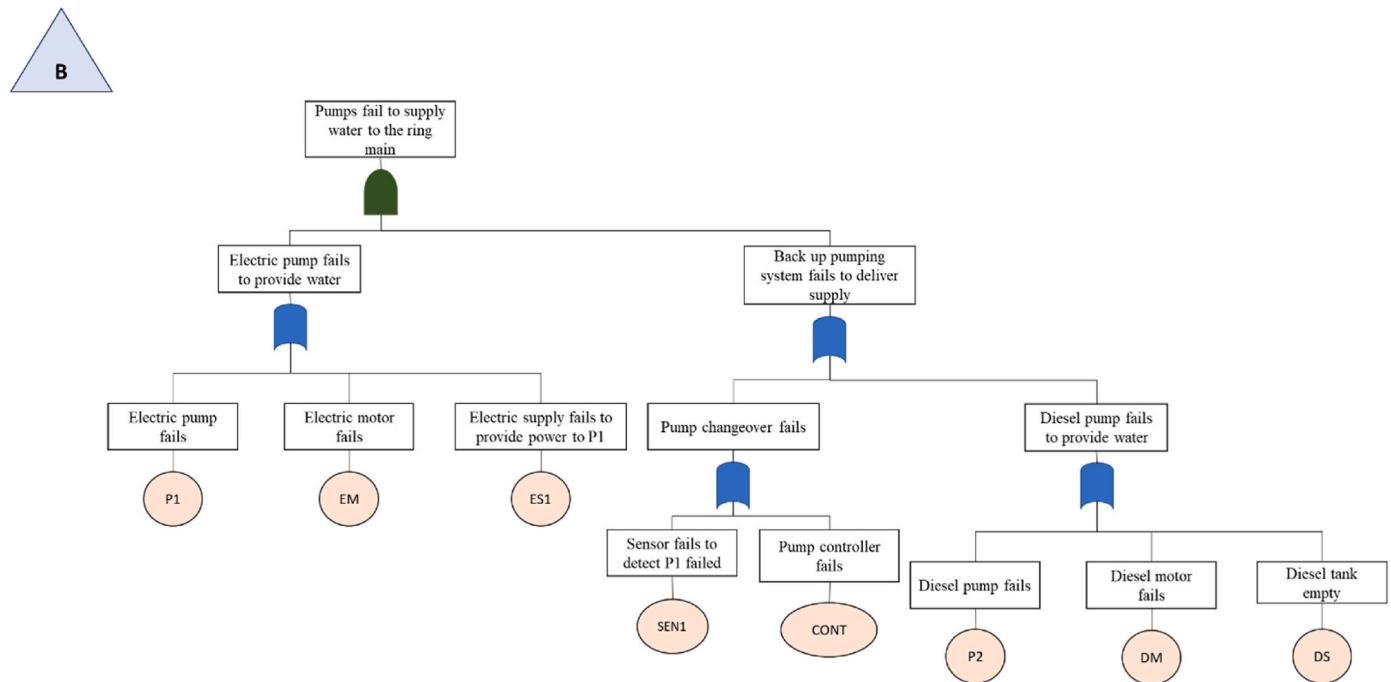 B
Pumps fail to supply
water to the ring
main
Electric pump fails
to provide water
Back up pumping
system fails to deliver
supply
Electric pump
fails
Electric motor
fails
Electric supply fails to
provide power to P1
Pump changeover fails
Diesel pump fails
to provide water
P1
EM
ES1
Sensor fails to
detect P1 failed
Pump controller
fails
Diesel pump fails
Diesel motor
fails
Diesel tank
empty
SEN1
CONT
P2
DM
DS